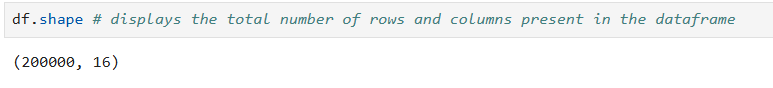 df.shape # displays the total number of rows and columns present in the dataframe
(200000, 16)